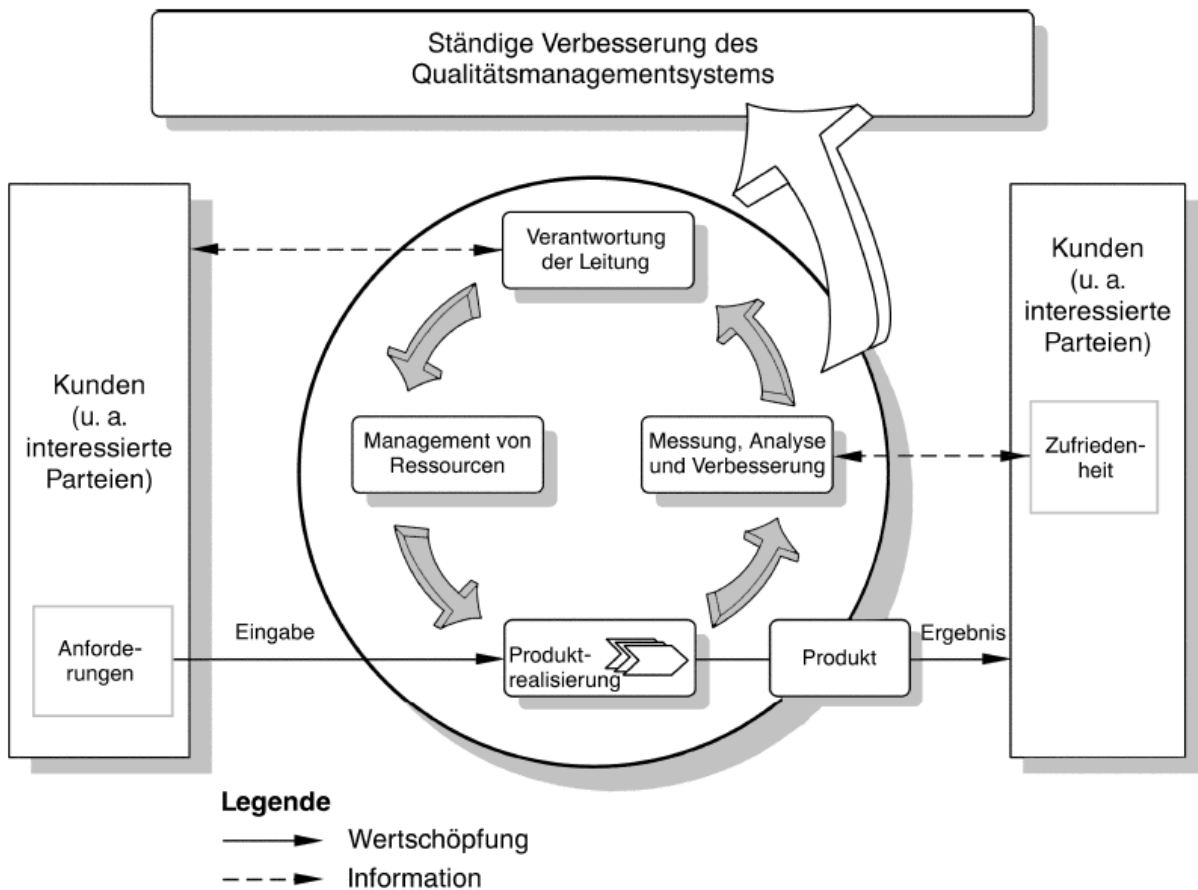 Ständige Verbesserung des
Qualitätsmanagementsystems
Kunden
(u. a.
interessierte
Parteien)
Anforde-
rungen
Eingabe
Verantwortung
der Leitung
Management von
Ressourcen
Messung, Analyse
und Verbesserung
Produkt-
realisierung
Produkt
Ergebnis
Kunden
(u. a.
interessierte
Parteien)
Zufrieden-
heit
Legende
Wertschöpfung
Information